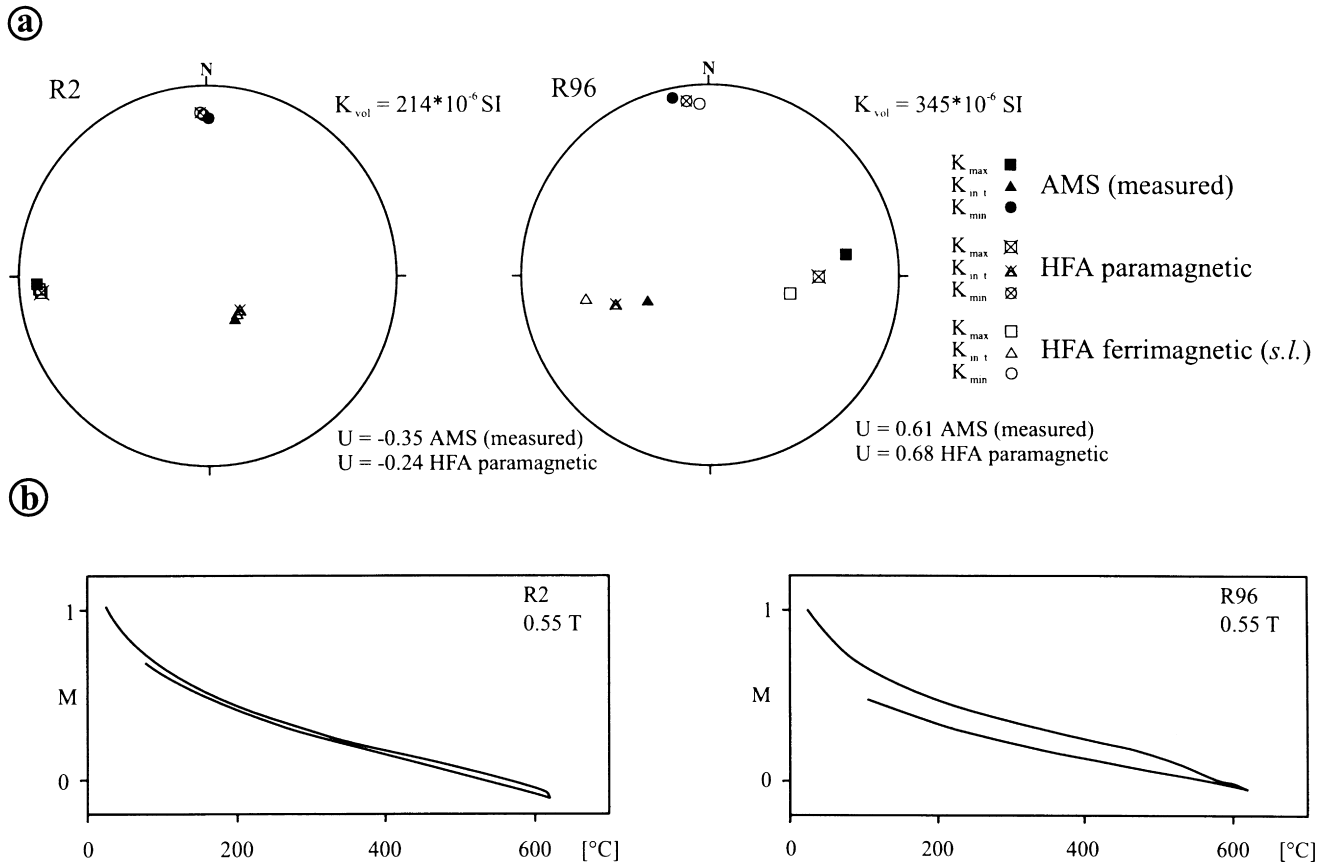 a
R2
N
K vol = 214*10-6 SI
R96
N
K vol = 345*10-6 SI
K max
K int AMS (measured)
K min
K max
K int HFA paramagnetic
K min
K max
K int HFA ferrimagnetic (s.l.)
K min
U = -0.35 AMS (measured)
U = -0.24 HFA paramagnetic
U = 0.61 AMS (measured)
U = 0.68 HFA paramagnetic
b
R2
0.55 T
1
M
0
0 200 400 [°C]
R96
0.55 T
1
M
0
0 200 400 600 [°C]